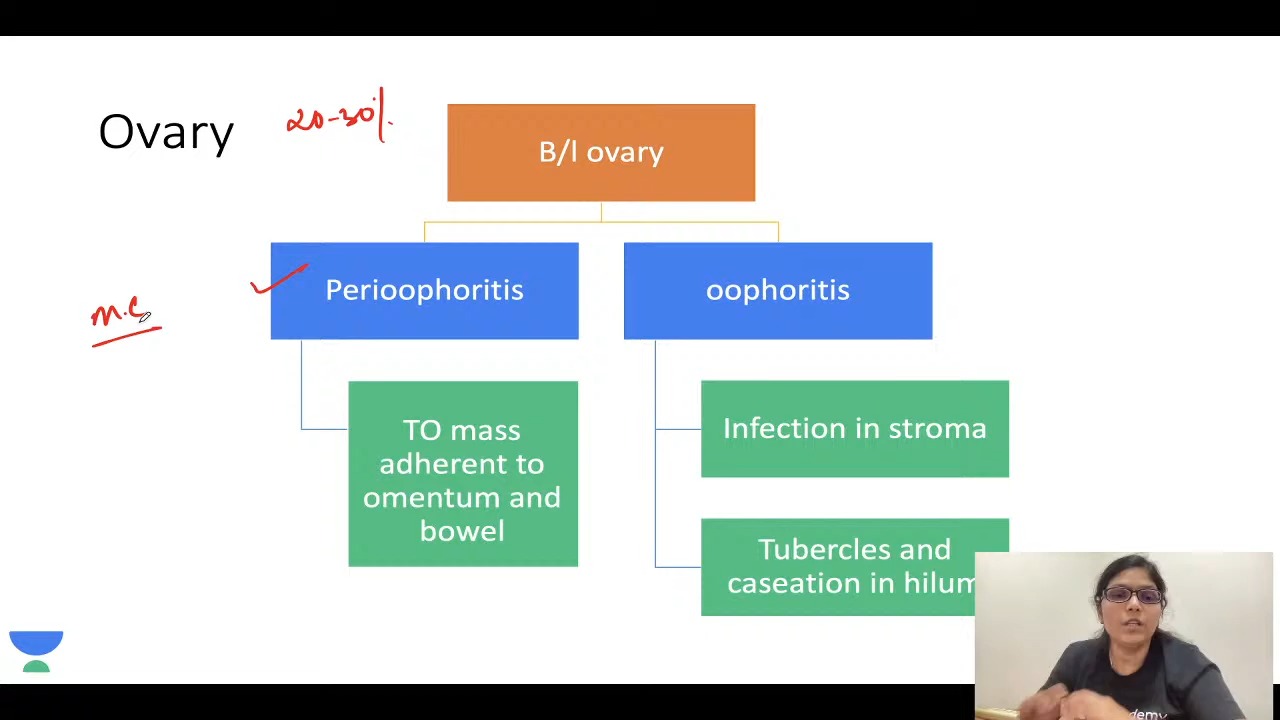 Ovary
20-30%.
B/l ovary
Perioophoritis
oophoritis
M.C
TO mass
adherent to
omentum and
bowel
Infection in stroma
Tubercles and
caseation in hilum
demy